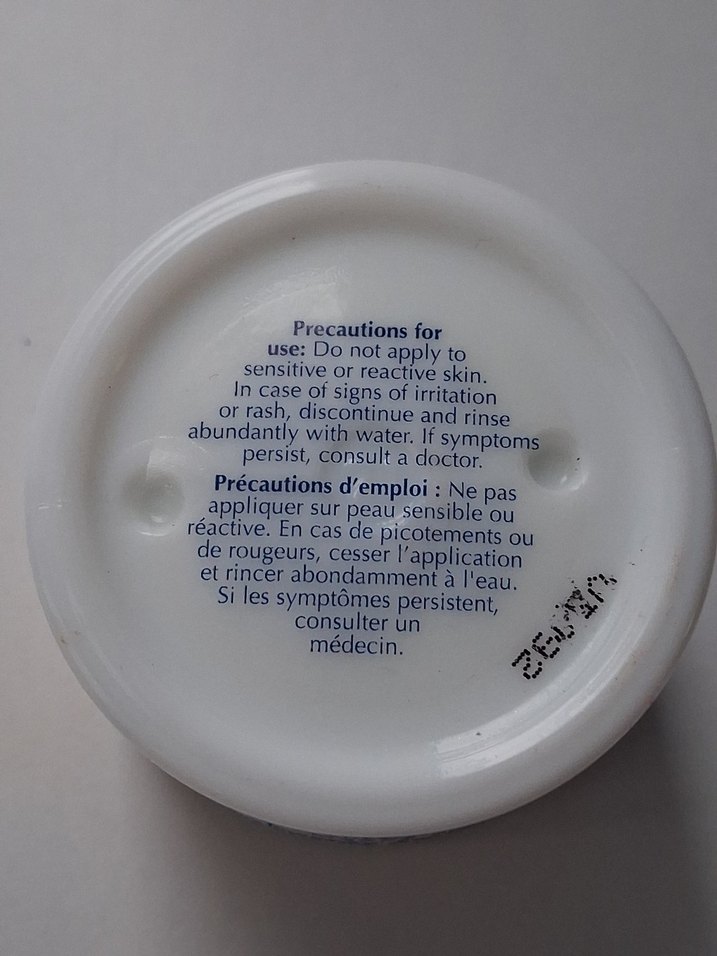 Precautions for
use: Do not apply to
sensitive or reactive skin.
In case of signs of irritation
or rash, discontinue and rinse
abundantly with water. If symptoms
persist, consult a doctor.
Précautions d'emploi : Ne pas
appliquer sur peau sensible ou
réactive. En cas de picotements ou
de rougeurs, cesser l'application
et rincer abondamment à l'eau.
Si les symptômes persistent,
consulter un
médecin.